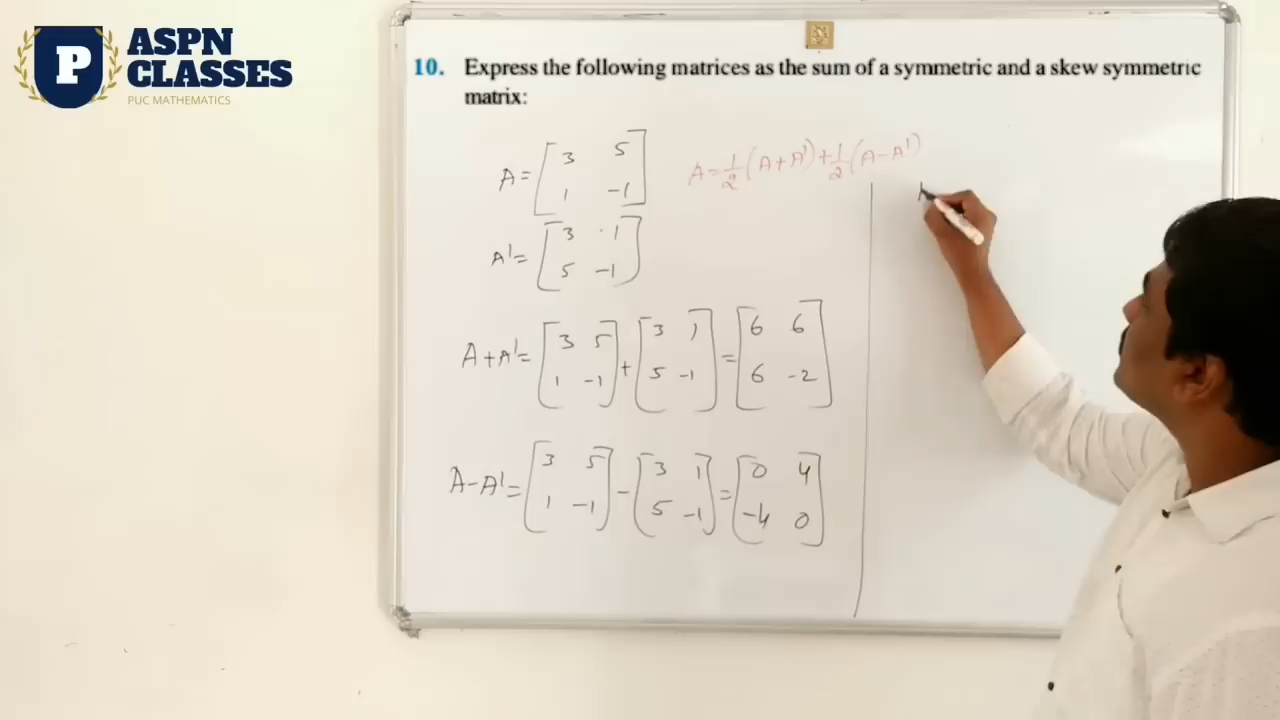 P
ASPN
CLASSES
PUC MATHEMATICS
10. Express the following matrices as the sum of a symmetric and a skew symmetric
matrix:
A = [3 5
1 -1]
A = 1/2 (A+A') + 1/2 (A-A')
A' = [3 1
5 -1]
A+A' = [3 5 + [3 1 = [6 6
1 -1] 5 -1] 6 -2]
A-A' = [3 5 - [3 1 = [0 4
1 -1] 5 -1] -4 0]